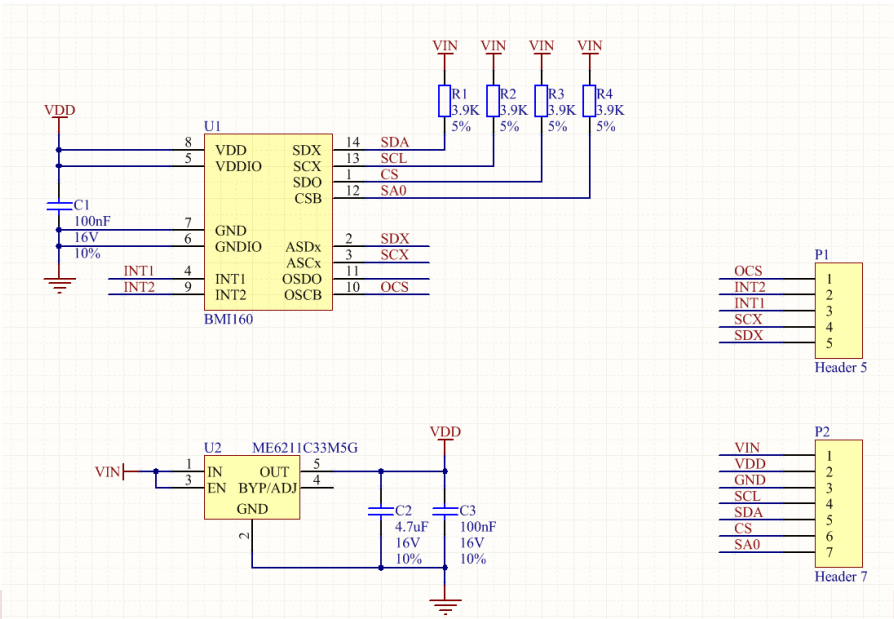 VIN VIN VIN VIN
R1 R2 R3 R4
3.9K 3.9K 3.9K 3.9K
5% 5% 5% 5%
VDD
U1
8 VDD SDX 14 SDA
5 VDDIO SCX 13 SCL
SDO 1 CS
CSB 12 SA0
C1
100nF
16V
10%
7 GND
6 GNDIO ASDx 2 SDX
ASCx 3 SCX
INT1 4 INT1 OSDO 11
INT2 9 INT2 OSCB 10 OCS
BMI160
P1
OCS 1
INT2 2
INT1 3
SCX 4
SDX 5
Header 5
VDD
U2 ME6211C33M5G
VIN 1 IN OUT 5
3 EN BYP/ADJ 4
GND
2
C2 C3
4.7uF 100nF
16V 16V
10% 10%
P2
VIN 1
VDD 2
GND 3
SCL 4
SDA 5
CS 6
SA0 7
Header 7